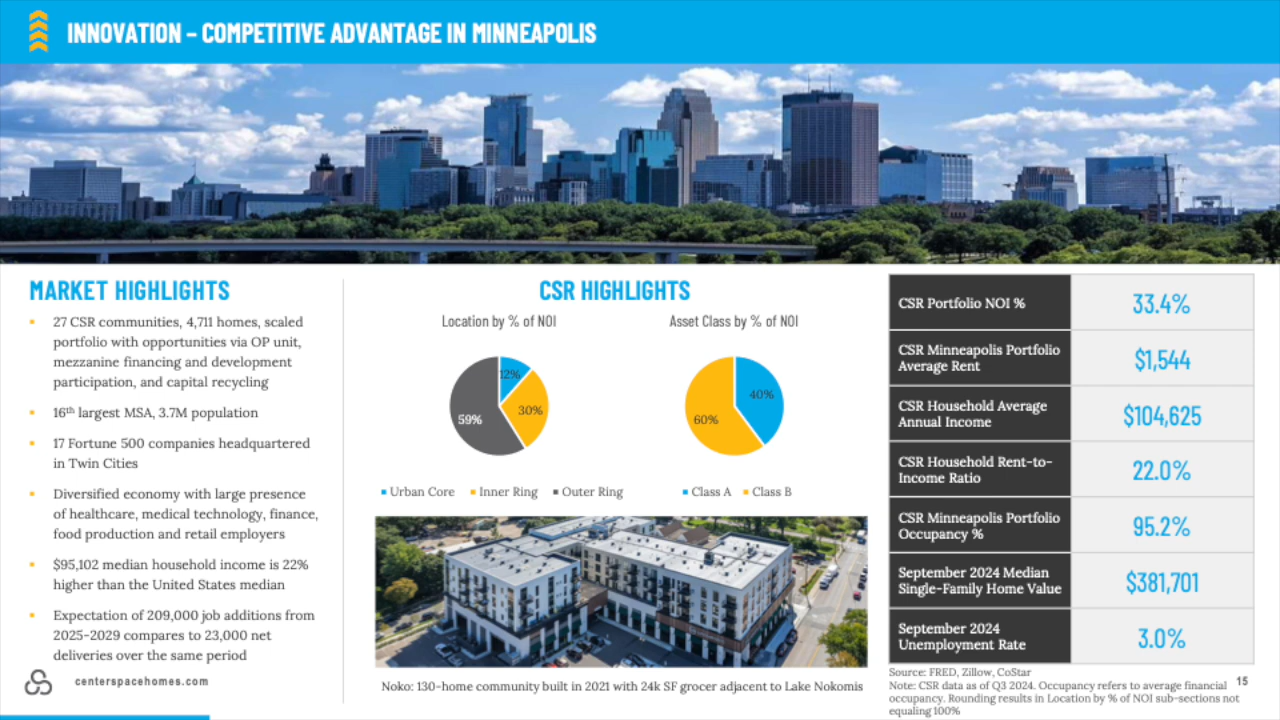 INNOVATION – COMPETITIVE ADVANTAGE IN MINNEAPOLIS
MARKET HIGHLIGHTS
▪ 27 CSR communities, 4,711 homes, scaled
portfolio with opportunities via OP unit,
mezzanine financing and development
participation, and capital recycling
▪ 16th largest MSA, 3.7M population
▪ 17 Fortune 500 companies headquartered
in Twin Cities
▪ Diversified economy with large presence
of healthcare, medical technology, finance,
food production and retail employers
▪ $95,102 median household income is 22%
higher than the United States median
▪ Expectation of 209,000 job additions from
2025-2029 compares to 23,000 net
deliveries over the same period
centerspacehomes.com
CSR HIGHLIGHTS
Location by % of NOI
12%
30%
59%
Urban Core Inner Ring Outer Ring
Asset Class by % of NOI
40%
60%
Class A Class B
Noko: 130-home community built in 2021 with 24k SF grocer adjacent to Lake Nokomis
CSR Portfolio NOI % 33.4%
CSR Minneapolis Portfolio
Average Rent $1,544
CSR Household Average
Annual Income $104,625
CSR Household Rent-to-
Income Ratio 22.0%
CSR Minneapolis Portfolio
Occupancy % 95.2%
September 2024 Median
Single-Family Home Value $381,701
September 2024
Unemployment Rate 3.0%
Source: FRED, Zillow, CoStar
Note: CSR data as of Q3 2024. Occupancy refers to average financial
occupancy. Rounding results in Location by % of NOI sub-sections not
equaling 100%
15